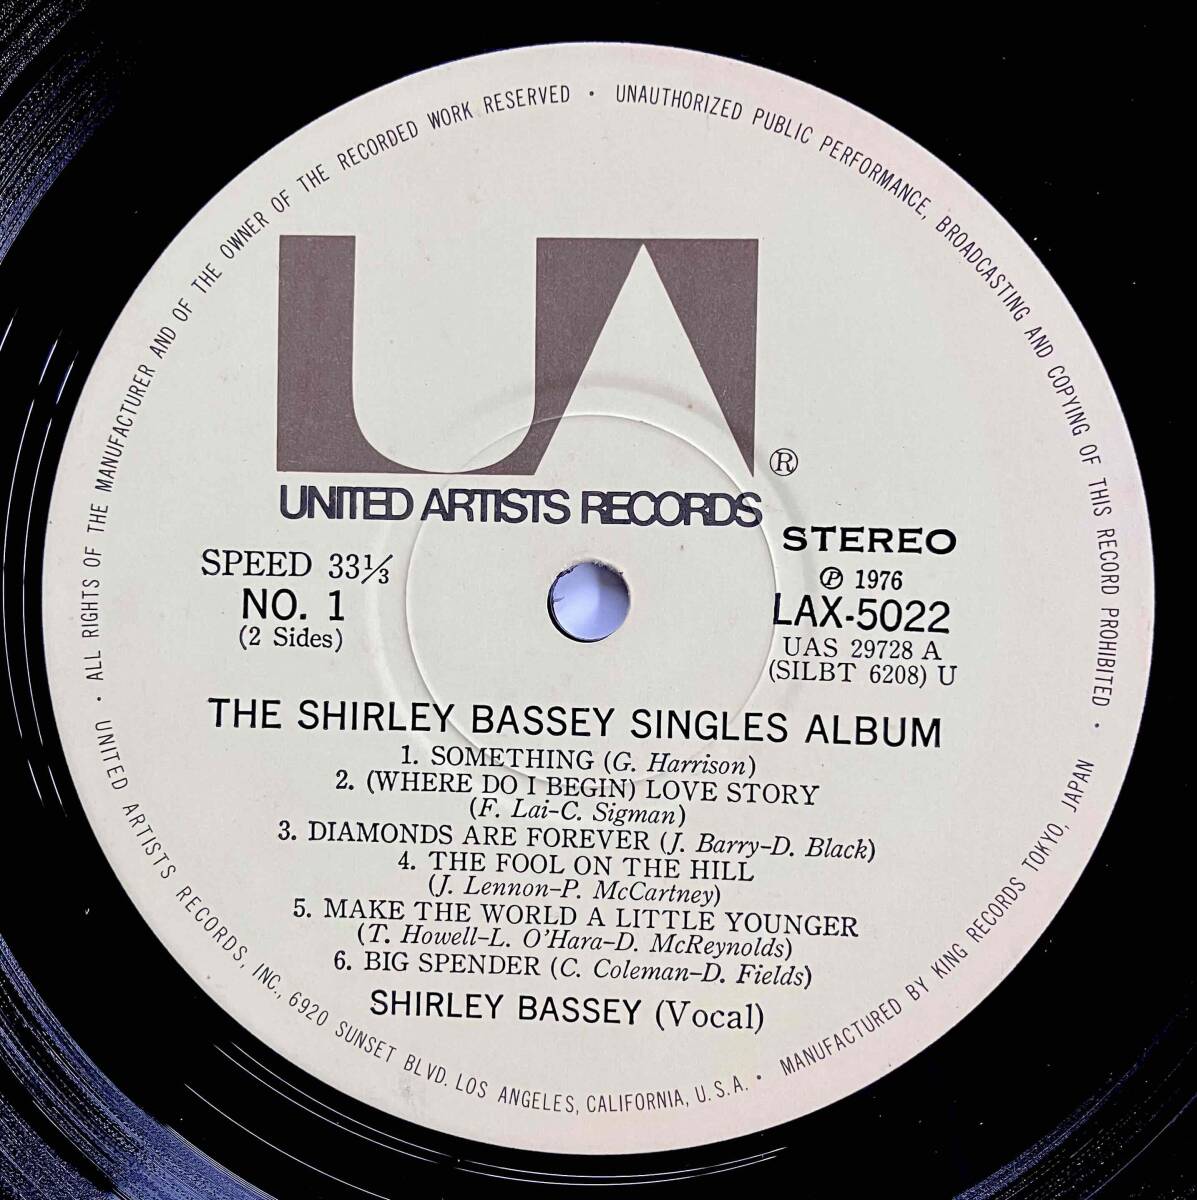 · ALL RIGHTS OF THE MANUFACTURER AND OF THE OWNER OF THE RECORDED WORK RESERVED · UNAUTHORIZED PUBLIC PERFORMANCE, BROADCASTING AND COPYING OF THIS RECORD PROHIBITED ·
UA
®
UNITED ARTISTS RECORDS
SPEED 33⅓
NO. 1
(2 Sides)
STEREO
Ⓟ 1976
LAX-5022
UAS 29728 A
(SILBT 6208) U
THE SHIRLEY BASSEY SINGLES ALBUM
1. SOMETHING (G. Harrison)
2. (WHERE DO I BEGIN) LOVE STORY
(F. Lai-C. Sigman)
3. DIAMONDS ARE FOREVER (J. Barry-D. Black)
4. THE FOOL ON THE HILL
(J. Lennon-P. McCartney)
5. MAKE THE WORLD A LITTLE YOUNGER
(T. Howell-L. O'Hara-D. McReynolds)
6. BIG SPENDER (C. Coleman-D. Fields)
SHIRLEY BASSEY (Vocal)
UNITED ARTISTS RECORDS, INC., 6920 SUNSET BLVD. LOS ANGELES, CALIFORNIA, U.S.A. · MANUFACTURED BY KING RECORDS TOKYO, JAPAN